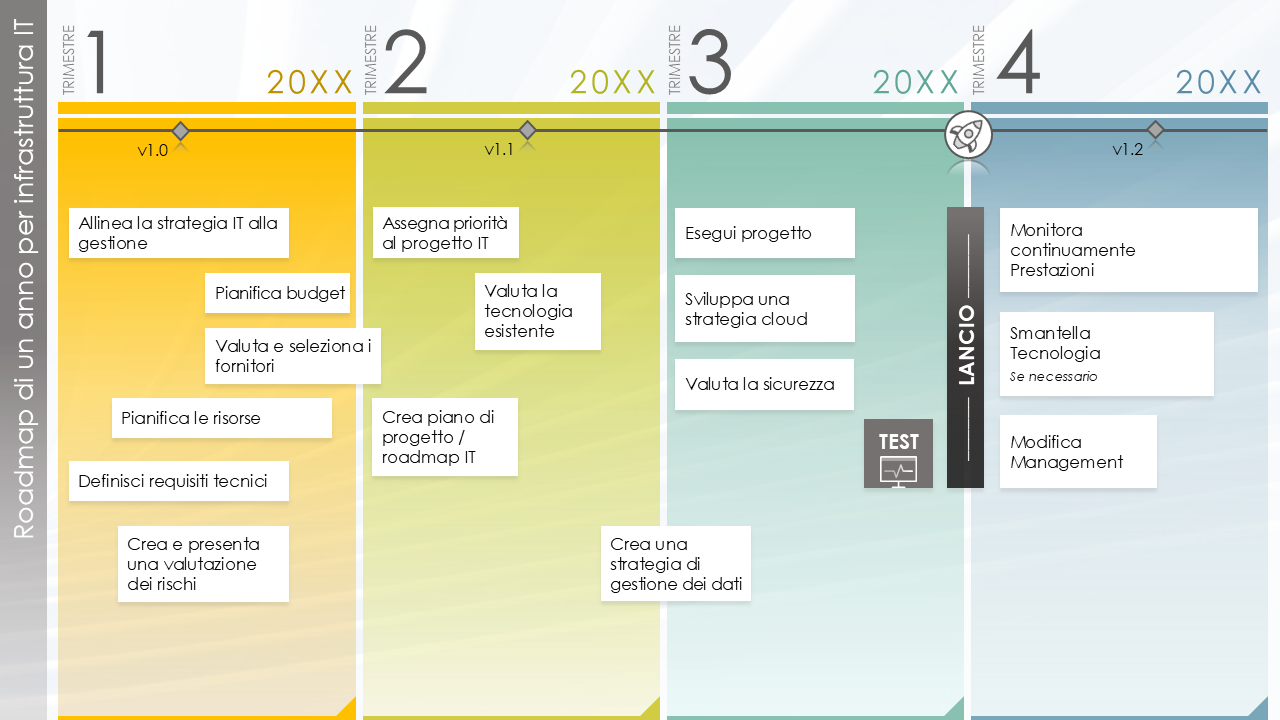 Roadmap di un anno per infrastruttura IT
TRIMESTRE
1
20XX
TRIMESTRE
2
20XX
TRIMESTRE
3
20XX
TRIMESTRE
4
20XX
v1.0
v1.1
v1.2
Allinea la strategia IT alla
gestione
Pianifica budget
Valuta e seleziona i
fornitori
Pianifica le risorse
Definisci requisiti tecnici
Crea e presenta
una valutazione
dei rischi
Assegna priorità
al progetto IT
Valuta la
tecnologia
esistente
Crea piano di
progetto /
roadmap IT
Crea una
strategia di
gestione dei dati
Esegui progetto
Sviluppa una
strategia cloud
Valuta la sicurezza
TEST
LANCIO
Monitora
continuamente
Prestazioni
Smantella
Tecnologia
Se necessario
Modifica
Management